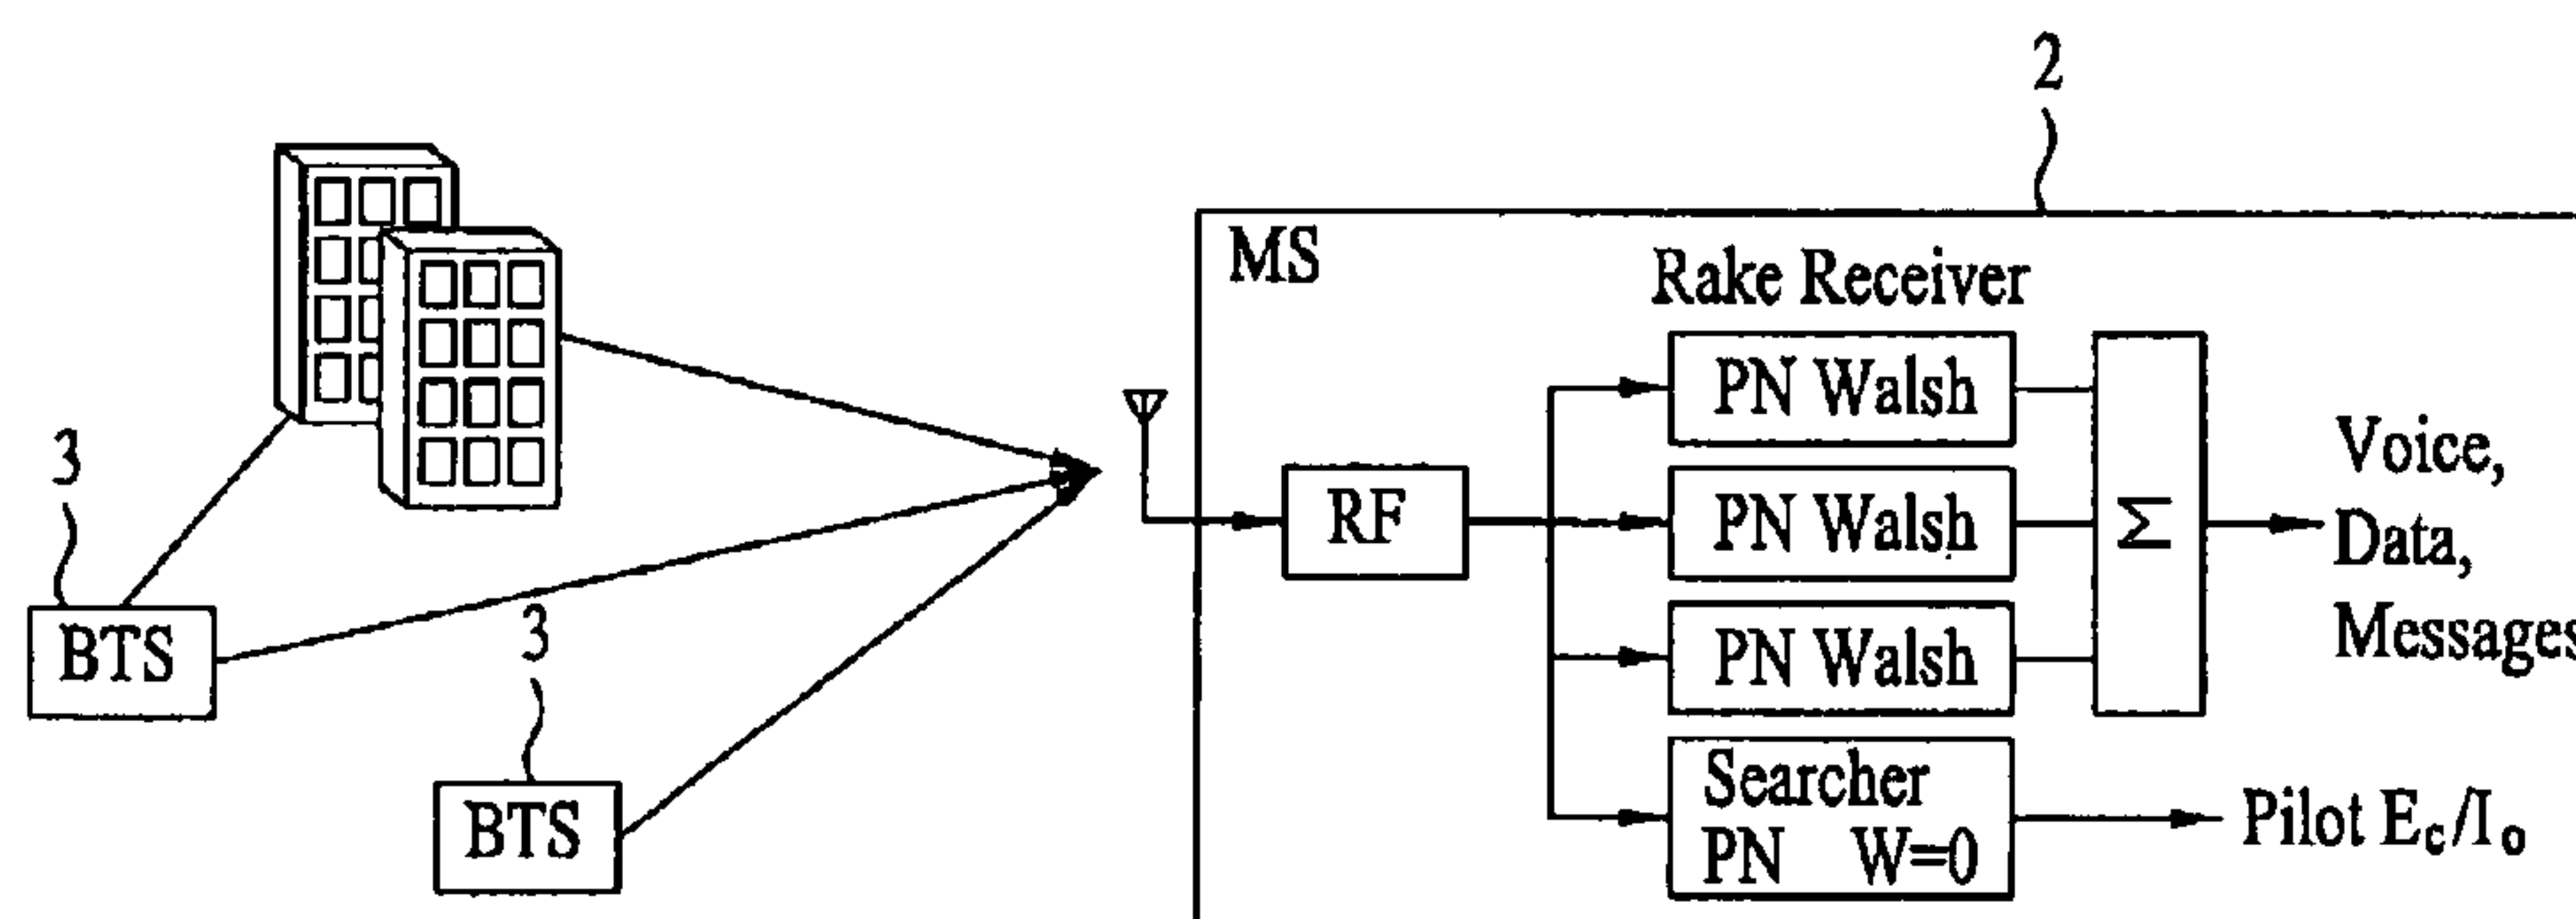 2
MS
Rake Receiver
PN Walsh
3
RF
PN Walsh
Σ
Voice,
Data,
Messages
BTS
3
PN Walsh
BTS
Searcher
PN W=0
Pilot Ec/Io